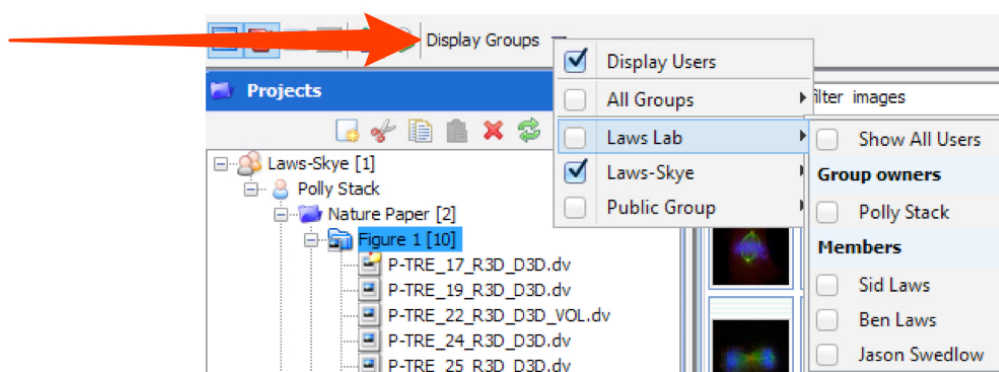 Display Groups
Display Users
Projects
All Groups
filter images
Laws Lab
Show All Users
Laws-Skye [1]
Laws-Skye
Group owners
Polly Stack
Public Group
Polly Stack
Nature Paper [2]
Members
Figure 1 [10]
P-TRE_17_R3D_D3D.dv
Sid Laws
P-TRE_19_R3D_D3D.dv
P-TRE_22_R3D_D3D_VOL.dv
Ben Laws
P-TRE_24_R3D_D3D.dv
Jason Swedlow
P-TRE_25_R3D_D3D.dv